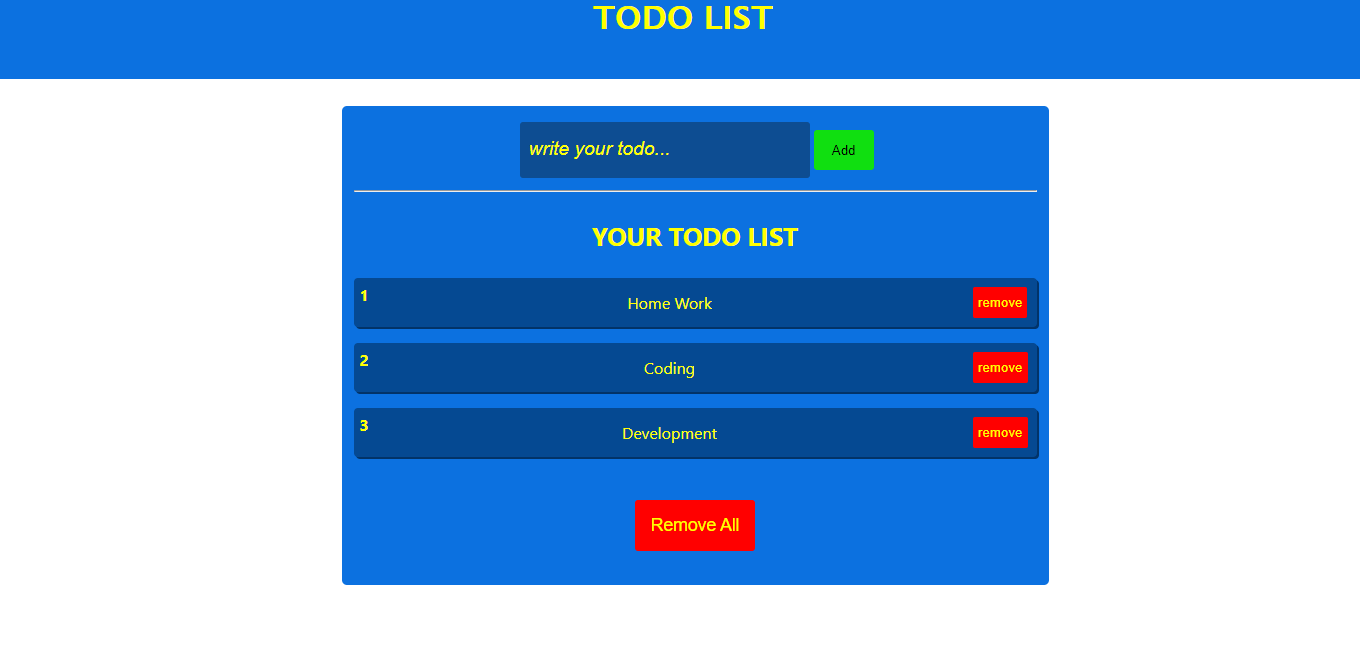 TODO LIST
write your todo...
Add
YOUR TODO LIST
1 Home Work remove
2 Coding remove
3 Development remove
Remove All